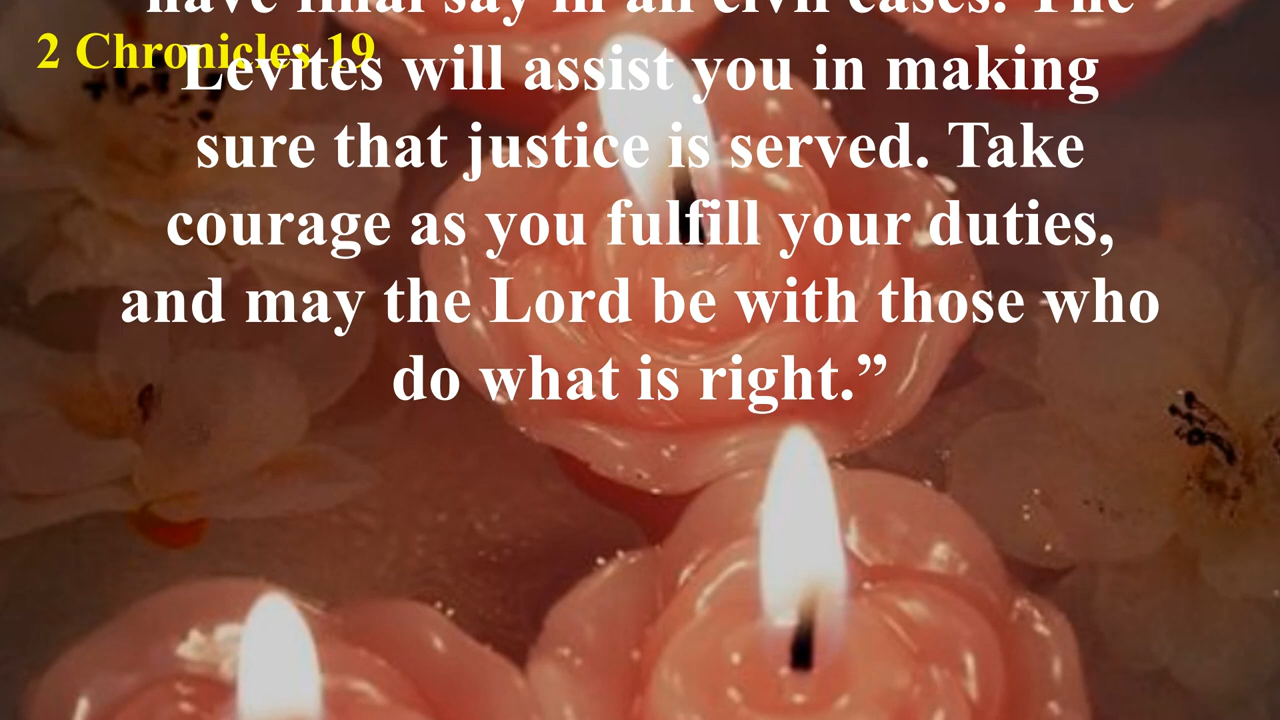 have final say in all civil cases. The
2 Chronicles 19
Levites will assist you in making
sure that justice is served. Take
courage as you fulfill your duties,
and may the Lord be with those who
do what is right.”